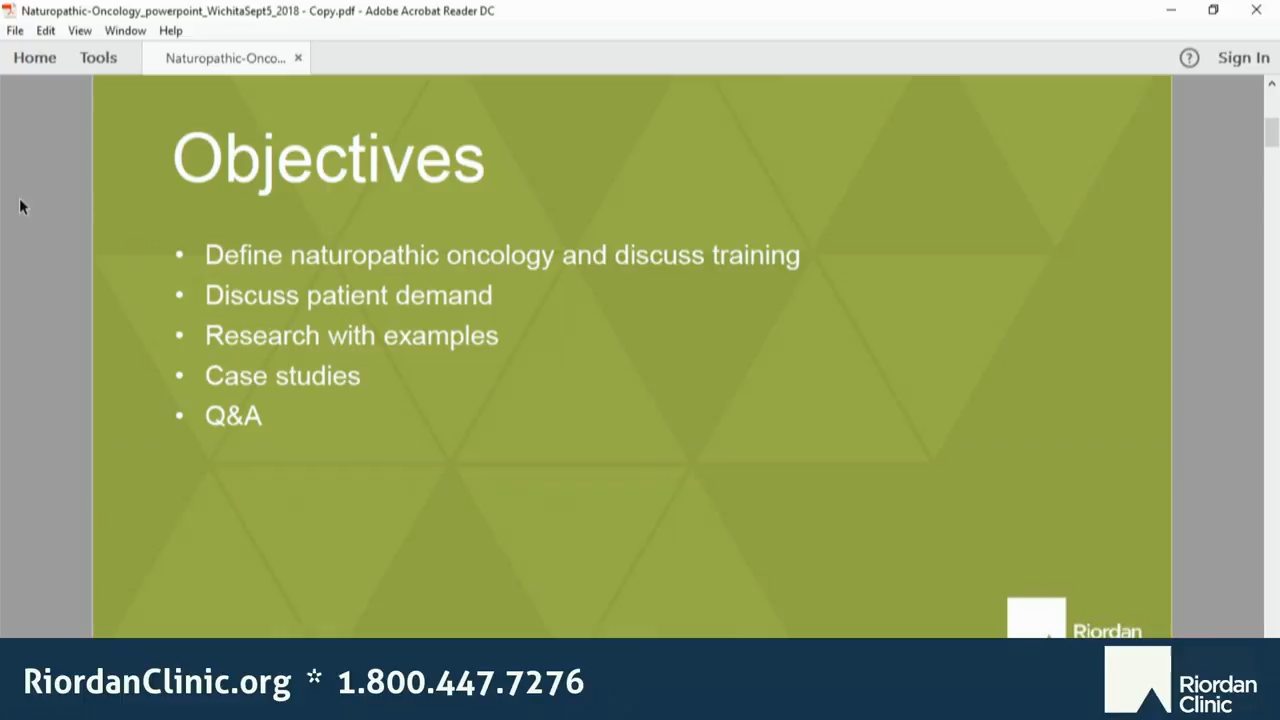 Naturopathic-Oncology_powerpoint_WichitaSept5_2018 - Copy.pdf - Adobe Acrobat Reader DC
File Edit View Window Help
Home Tools Naturopathic-Onco... × ? Sign In
Objectives
• Define naturopathic oncology and discuss training
• Discuss patient demand
• Research with examples
• Case studies
• Q&A
Riordan
RiordanClinic.org * 1.800.447.7276
Riordan
Clinic